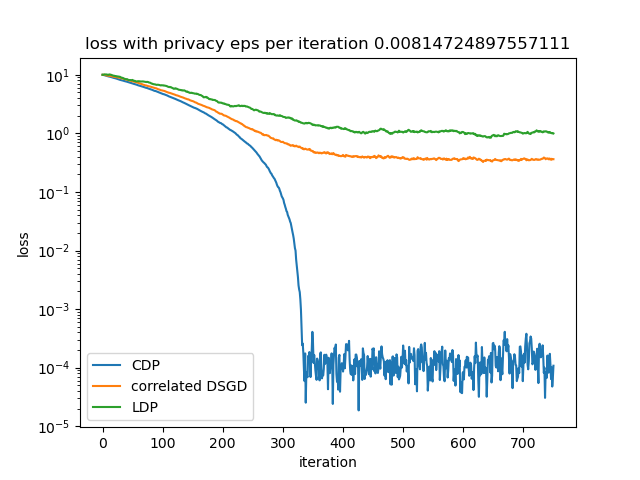 loss with privacy eps per iteration 0.00814724897557111
10^1
10^0
10^-1
10^-2
10^-3
10^-4
10^-5
loss
CDP
correlated DSGD
LDP
0 100 200 300 400 500 600 700
iteration